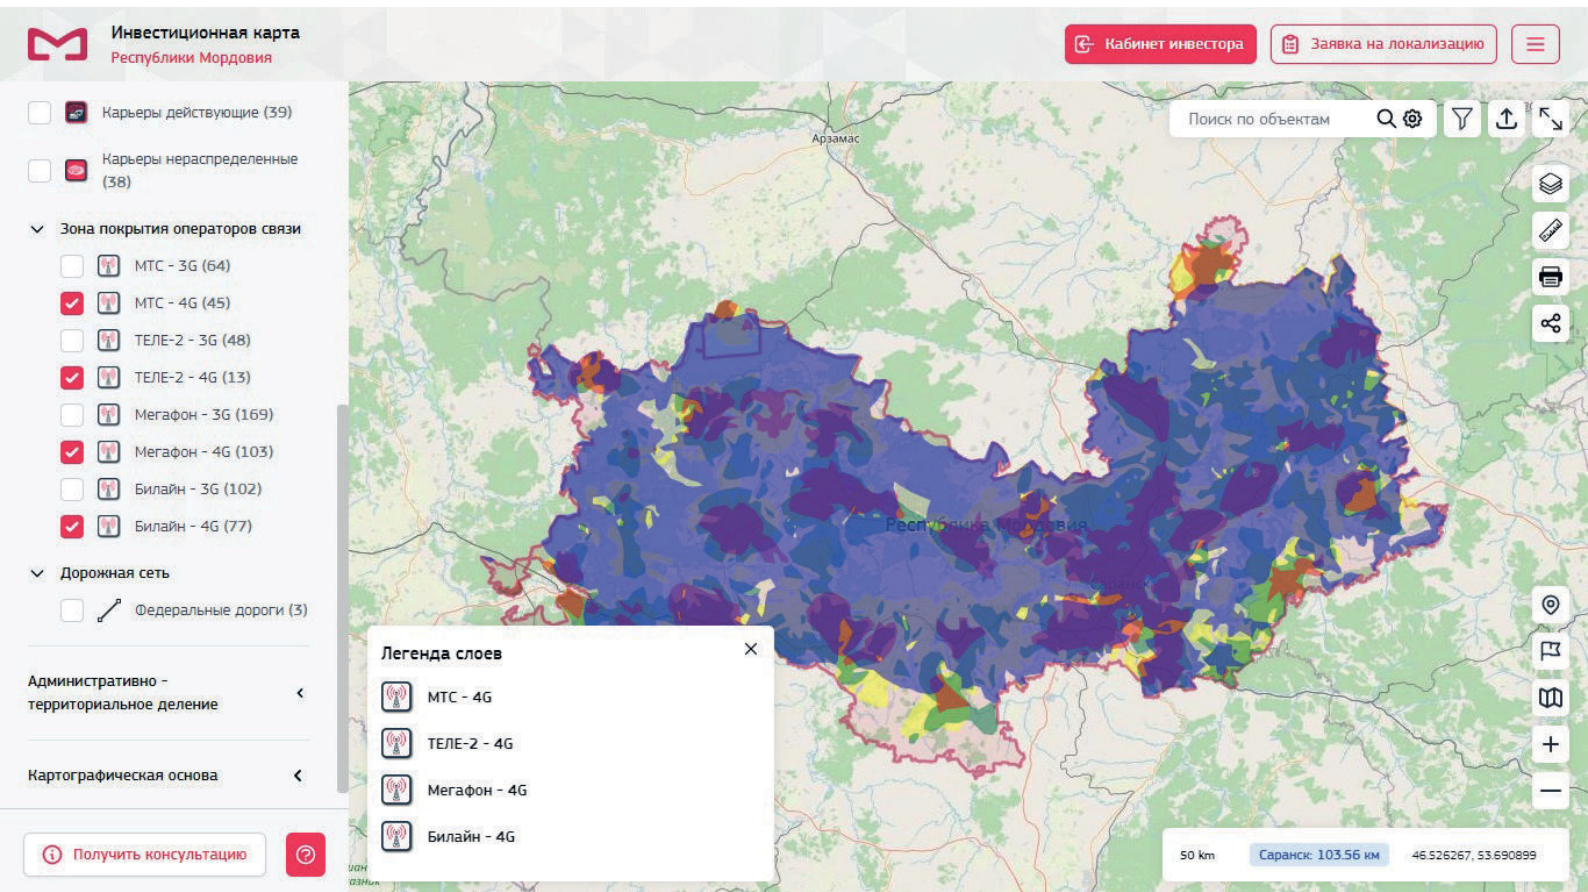 Инвестиционная карта
Республики Мордовия
Кабинет инвестора
Заявка на локализацию
Карьеры действующие (39)
Карьеры нераспределенные
(38)
Зона покрытия операторов связи
МТС - 3G (64)
МТС - 4G (45)
ТЕЛЕ-2 - 3G (48)
ТЕЛЕ-2 - 4G (13)
Мегафон - 3G (169)
Мегафон - 4G (103)
Билайн - 3G (102)
Билайн - 4G (77)
Дорожная сеть
Федеральные дороги (3)
Административно -
территориальное деление
Картографическая основа
Получить консультацию
Поиск по объектам
Арзамас
Республика Мордовия
Саранск
Легенда слоев
МТС - 4G
ТЕЛЕ-2 - 4G
Мегафон - 4G
Билайн - 4G
50 km
Саранск: 103.56 км
46.526267, 53.690899